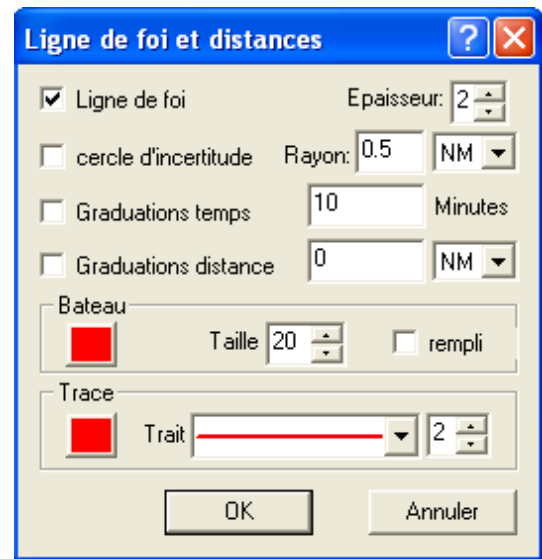 Ligne de foi et distances
Ligne de foi Epaisseur: 2
cercle d'incertitude Rayon: 0.5 NM
Graduations temps 10 Minutes
Graduations distance 0 NM
Bateau
Taille 20 rempli
Trace
Trait 2
OK Annuler